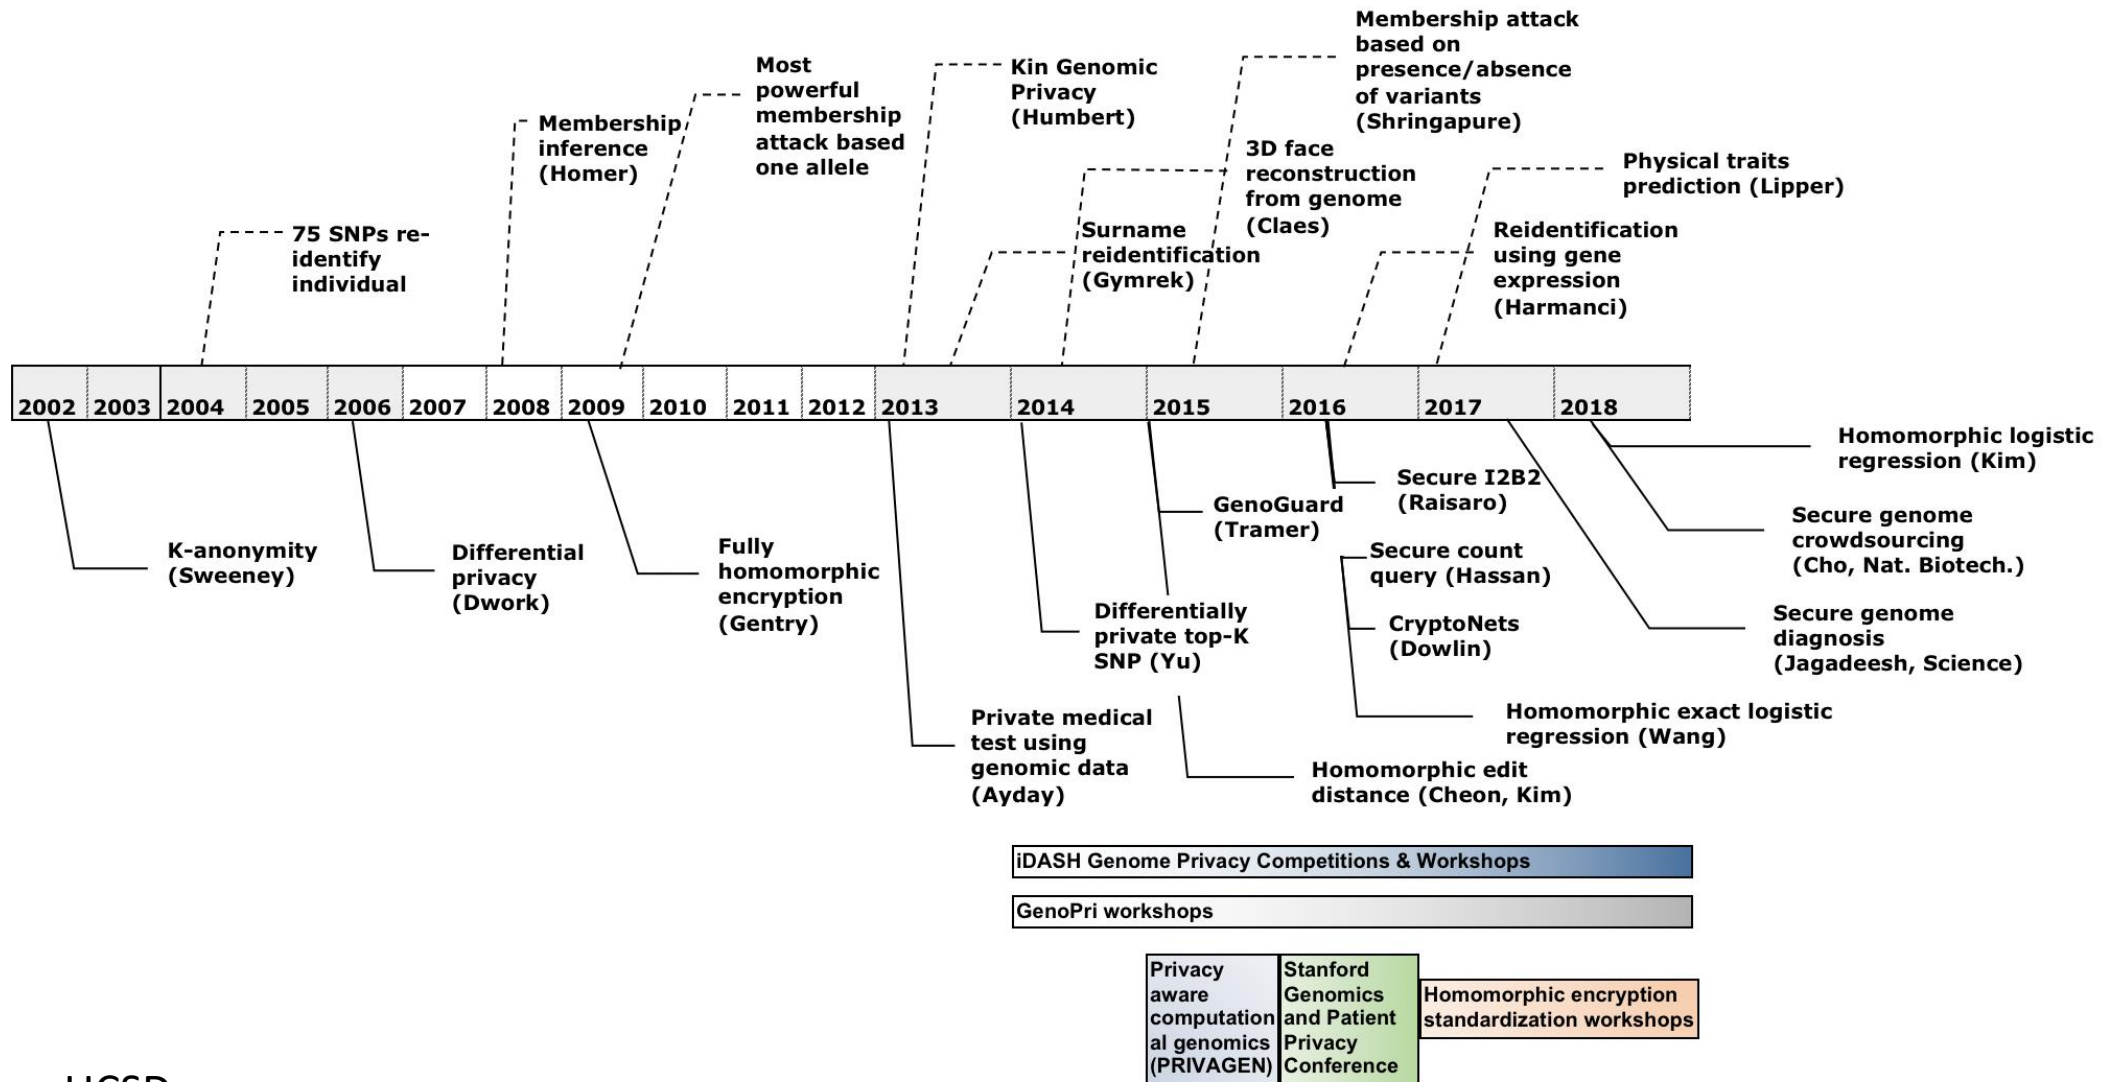 Membership attack
based on
presence/absence
of variants
(Shringapure)
Most
powerful
membership
attack based
one allele
Kin Genomic
Privacy
(Humbert)
Membership
inference
(Homer)
3D face
reconstruction
from genome
(Claes)
Physical traits
prediction (Lipper)
75 SNPs re-
identify
individual
Surname
reidentification
(Gymrek)
Reidentification
using gene
expression
(Harmanci)
2002 2003 2004 2005 2006 2007 2008 2009 2010 2011 2012 2013 2014 2015 2016 2017 2018
K-anonymity
(Sweeney)
Differential
privacy
(Dwork)
Fully
homomorphic
encryption
(Gentry)
Private medical
test using
genomic data
(Ayday)
Differentially
private top-K
SNP (Yu)
GenoGuard
(Tramer)
Homomorphic edit
distance (Cheon, Kim)
Secure I2B2
(Raisaro)
Secure count
query (Hassan)
CryptoNets
(Dowlin)
Homomorphic exact logistic
regression (Wang)
Homomorphic logistic
regression (Kim)
Secure genome
crowdsourcing
(Cho, Nat. Biotech.)
Secure genome
diagnosis
(Jagadeesh, Science)
iDASH Genome Privacy Competitions & Workshops
GenoPri workshops
Privacy
aware
computation
al genomics
(PRIVAGEN)
Stanford
Genomics
and Patient
Privacy
Conference
Homomorphic encryption
standardization workshops
UCSD